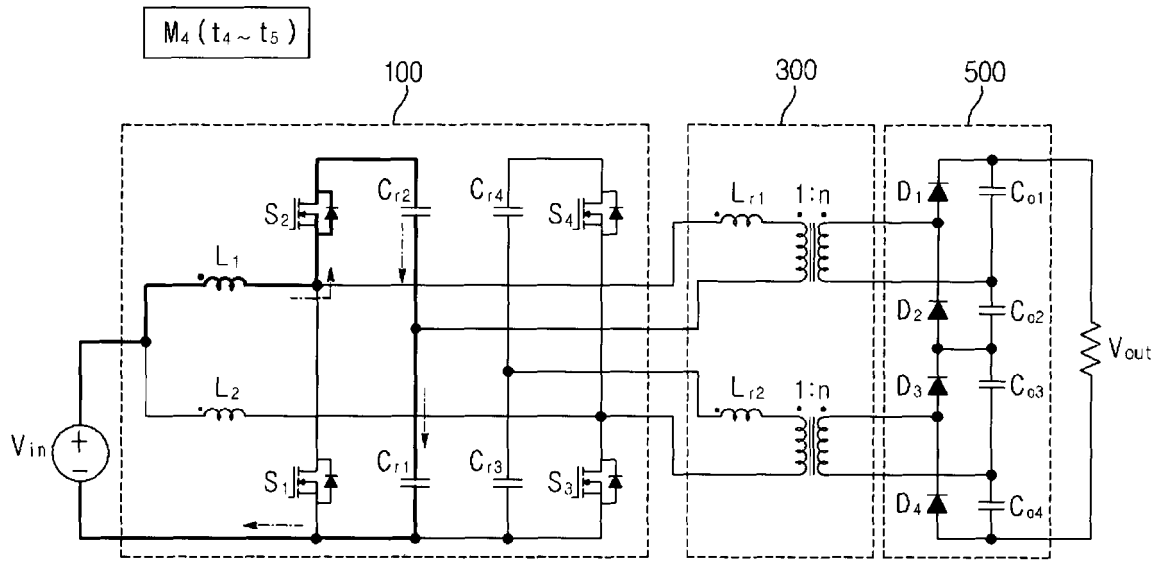 M₄ (t₄ ~ t₅)
100
300
500
S₂
Cr2
Cr4
S₄
Lr1
1:n
D₁
Co1
L₁
D₂
Co2
Vout
L₂
Lr2
1:n
D₃
Co3
Vin
+
−
S₁
Cr1
Cr3
S₃
D₄
Co4